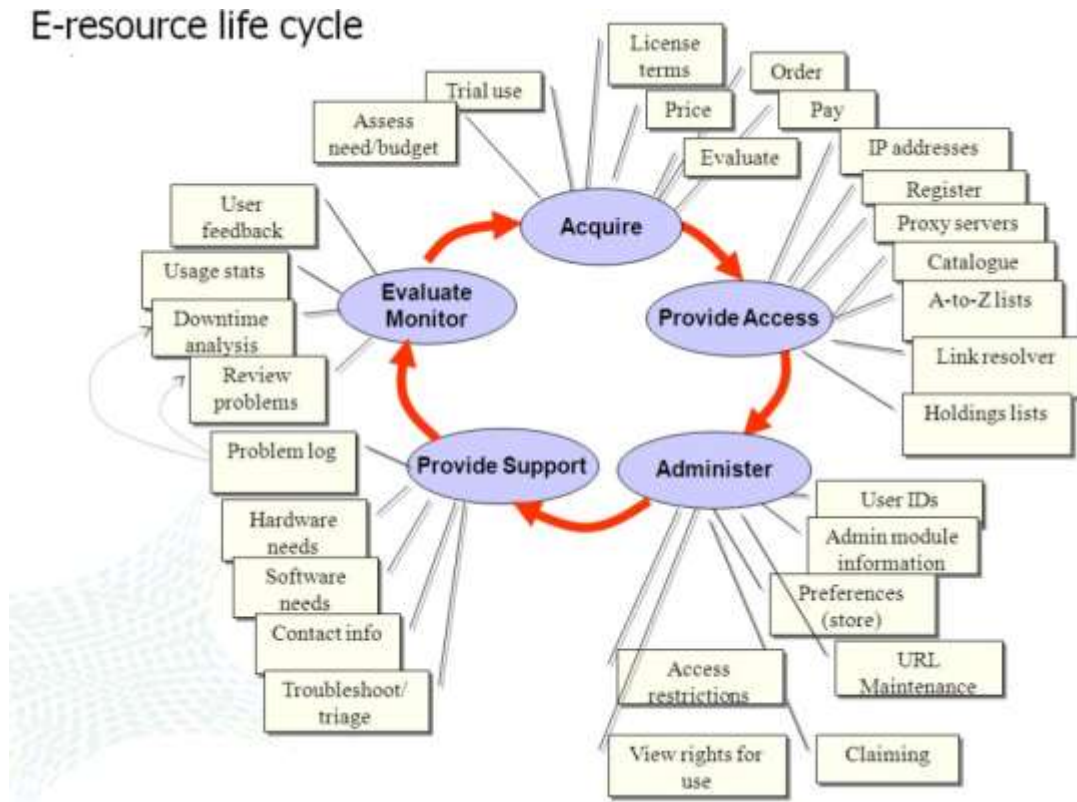 E-resource life cycle
License
terms
Order
Trial use
Price
Pay
Assess
need/budget
Evaluate
IP addresses
Register
User
feedback
Acquire
Proxy servers
Usage stats
Catalogue
Evaluate
Monitor
Provide Access
A-to-Z lists
Downtime
analysis
Link resolver
Review
problems
Holdings lists
Problem log
Provide Support
Administer
User IDs
Hardware
needs
Admin module
information
Software
needs
Preferences
(store)
Contact info
Access
restrictions
URL
Maintenance
Troubleshoot/
triage
View rights for
use
Claiming